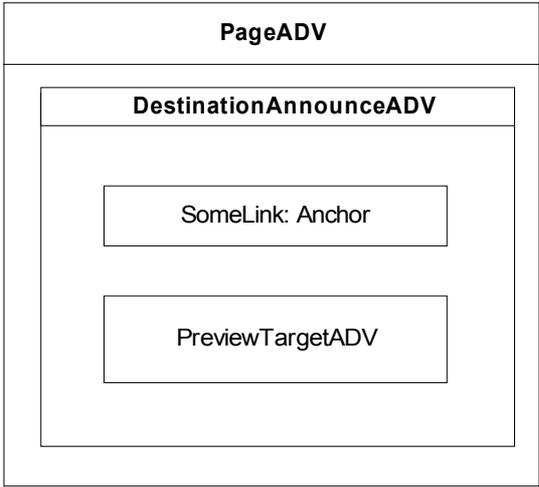 PageADV
DestinationAnnounceADV
SomeLink: Anchor
PreviewTargetADV